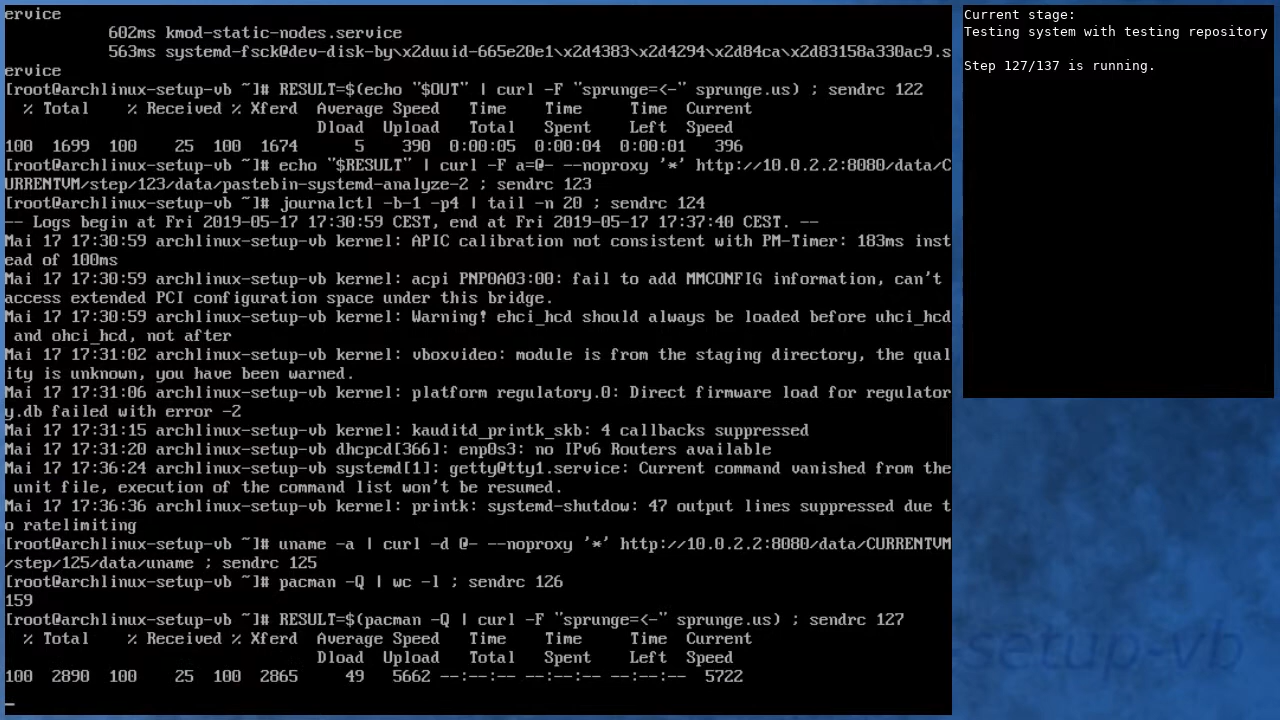 ervice
           602ms kmod-static-nodes.service
           563ms systemd-fsck@dev-disk-by\x2duuid-665e20e1\x2d4383\x2d4294\x2d84ca\x2d83158a330ac9.s
ervice
[root@archlinux-setup-vb ~]# RESULT=$(echo "$OUT" | curl -F "sprunge=<-" sprunge.us) ; sendrc 122
  % Total    % Received % Xferd  Average Speed   Time    Time     Time  Current
                                 Dload  Upload   Total   Spent    Left  Speed
100  1699  100    25  100  1674      5    390  0:00:05  0:00:04  0:00:01   396
[root@archlinux-setup-vb ~]# echo "$RESULT" | curl -F a=@- --noproxy '*' http://10.0.2.2:8080/data/C
URRENTVM/step/123/data/pastebin-systemd-analyze-2 ; sendrc 123
[root@archlinux-setup-vb ~]# journalctl -b-1 -p4 | tail -n 20 ; sendrc 124
-- Logs begin at Fri 2019-05-17 17:30:59 CEST, end at Fri 2019-05-17 17:37:40 CEST. --
Mai 17 17:30:59 archlinux-setup-vb kernel: APIC calibration not consistent with PM-Timer: 183ms inst
ead of 100ms
Mai 17 17:30:59 archlinux-setup-vb kernel: acpi PNP0A03:00: fail to add MMCONFIG information, can't
access extended PCI configuration space under this bridge.
Mai 17 17:30:59 archlinux-setup-vb kernel: Warning! ehci_hcd should always be loaded before uhci_hcd
 and ohci_hcd, not after
Mai 17 17:31:02 archlinux-setup-vb kernel: vboxvideo: module is from the staging directory, the qual
ity is unknown, you have been warned.
Mai 17 17:31:06 archlinux-setup-vb kernel: platform regulatory.0: Direct firmware load for regulator
y.db failed with error -2
Mai 17 17:31:15 archlinux-setup-vb kernel: kauditd_printk_skb: 4 callbacks suppressed
Mai 17 17:31:20 archlinux-setup-vb dhcpcd[366]: enp0s3: no IPv6 Routers available
Mai 17 17:36:24 archlinux-setup-vb systemd[1]: getty@tty1.service: Current command vanished from the
 unit file, execution of the command list won't be resumed.
Mai 17 17:36:36 archlinux-setup-vb kernel: printk: systemd-shutdow: 47 output lines suppressed due t
o ratelimiting
[root@archlinux-setup-vb ~]# uname -a | curl -d @- --noproxy '*' http://10.0.2.2:8080/data/CURRENTVM
/step/125/data/uname ; sendrc 125
[root@archlinux-setup-vb ~]# pacman -Q | wc -l ; sendrc 126
159
[root@archlinux-setup-vb ~]# RESULT=$(pacman -Q | curl -F "sprunge=<-" sprunge.us) ; sendrc 127
  % Total    % Received % Xferd  Average Speed   Time    Time     Time  Current
                                 Dload  Upload   Total   Spent    Left  Speed
100  2890  100    25  100  2865     49   5662 --:--:-- --:--:-- --:--:--  5722
_
Current stage:
Testing system with testing repository
Step 127/137 is running.
setup-vb